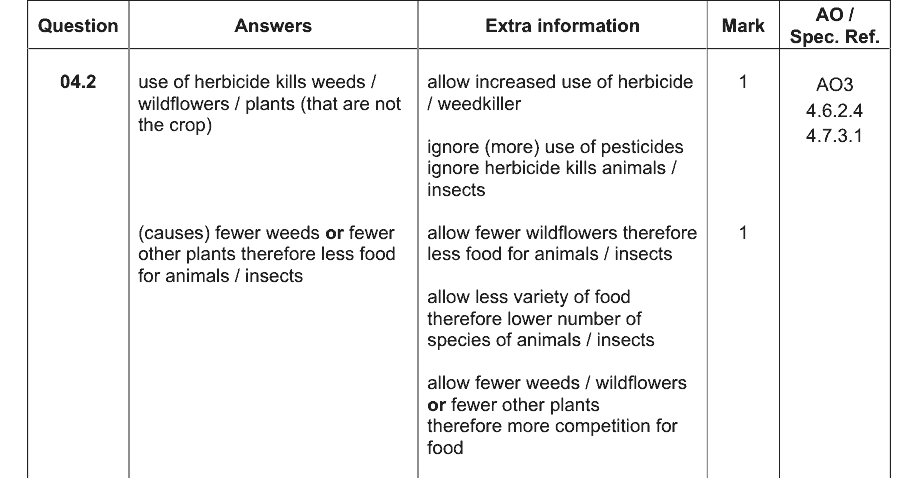 Question Answers Extra information Mark AO /
Spec. Ref.
04.2 use of herbicide kills weeds /
wildflowers / plants (that are not
the crop)
allow increased use of herbicide
/ weedkiller
ignore (more) use of pesticides
ignore herbicide kills animals /
insects
1
AO3
4.6.2.4
4.7.3.1
(causes) fewer weeds or fewer
other plants therefore less food
for animals / insects
allow fewer wildflowers therefore
less food for animals / insects
allow less variety of food
therefore lower number of
species of animals / insects
allow fewer weeds / wildflowers
or fewer other plants
therefore more competition for
food
1